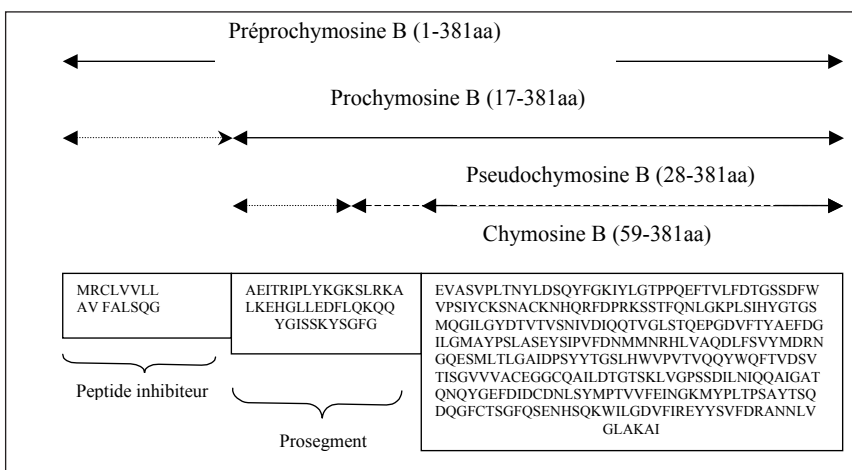 Préprochymosine B (1-381aa)
Prochymosine B (17-381aa)
Pseudochymosine B (28-381aa)
Chymosine B (59-381aa)
MRCLVVLL
AV FALSQG
AEITRIPLYKGKSLRKA
LKEHGLLEDFLQKQQ
YGISSKYSGFG
EVASVPLTNYLDSQYFGKIYLGTPPQEFTVLFDTGSSDFW
VPSIYCKSNACKNHQRFDPRKSSTFQNLGKPLSIHYGTGS
MQGILGYDTVTVSNIVDIQQTVGLSTQEPGDVFTYAEFDG
ILGMAYPSLASEYSIPVFDNMMNRHLVAQDLFSVYMDRN
GQESMLTLGAIDPSYYTGSLHWVPVTVQQYWQFTVDSV
TISGVVVACEGGCQAILDTGTSKLVGPSSDILNIQQAIGAT
QNQYGEFDIDCDNLSYMPTVVFEINGKMYPLTPSAYTSQ
DQGFCTSGFQSENHSQKWILGDVFIREYYSVFDRANNLV
GLAKAI
Peptide inhibiteur
Prosegment